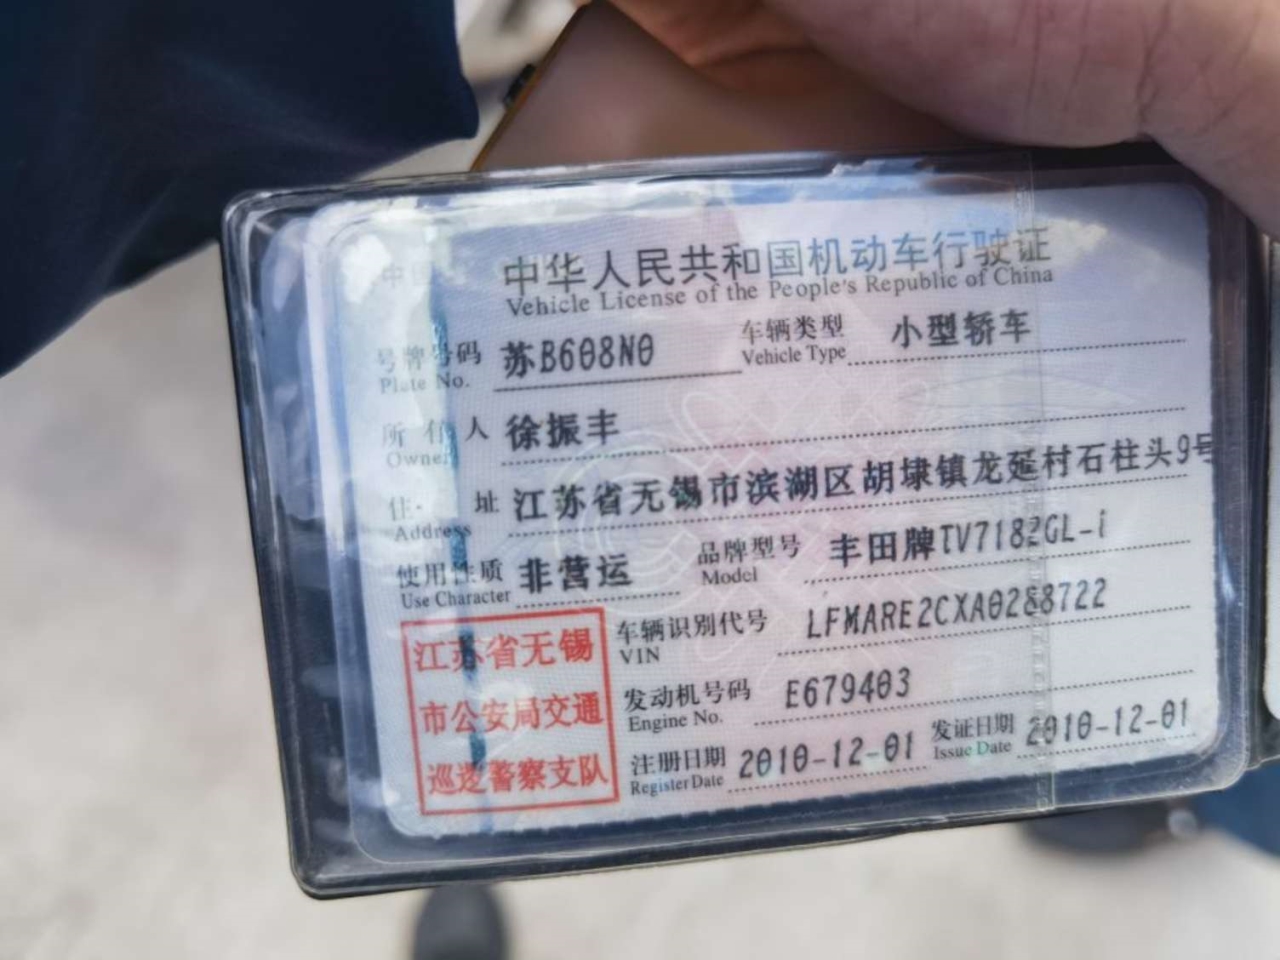 中华人民共和国机动车行驶证
Vehicle License of the People's Republic of China
号牌号码 苏B608N0 车辆类型 小型轿车
Plate No. Vehicle Type
所有人 徐振丰
Owner
住址 江苏省无锡市滨湖区胡埭镇龙延村石柱头9号
Address
使用性质 非营运 品牌型号 丰田牌TV7182GL-i
Use Character Model
车辆识别代号 LFMARE2CXA0288722
VIN
发动机号码 E679403
Engine No.
注册日期 2010-12-01 发证日期 2010-12-01
Register Date Issue Date
江苏省无锡
市公安局交通
巡逻警察支队